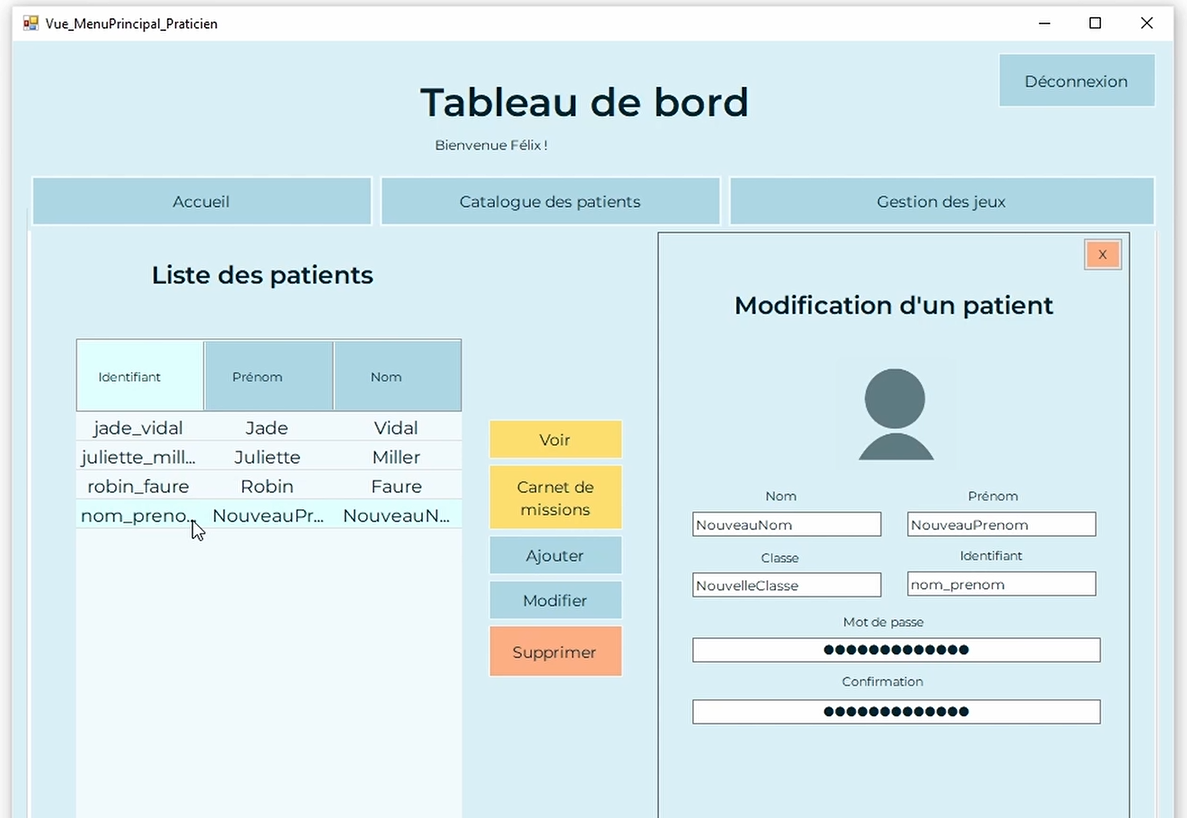 Vue_MenuPrincipal_Praticien
Déconnexion
Tableau de bord
Bienvenue Félix !
Accueil
Catalogue des patients
Gestion des jeux
Liste des patients
Identifiant Prénom Nom
jade_vidal Jade Vidal
juliette_mill... Juliette Miller
robin_faure Robin Faure
nom_preno... NouveauPr... NouveauN...
Voir
Carnet de
missions
Ajouter
Modifier
Supprimer
X
Modification d'un patient
Nom Prénom
NouveauNom NouveauPrenom
Classe Identifiant
NouvelleClasse nom_prenom
Mot de passe
●●●●●●●●●●●●●
Confirmation
●●●●●●●●●●●●●